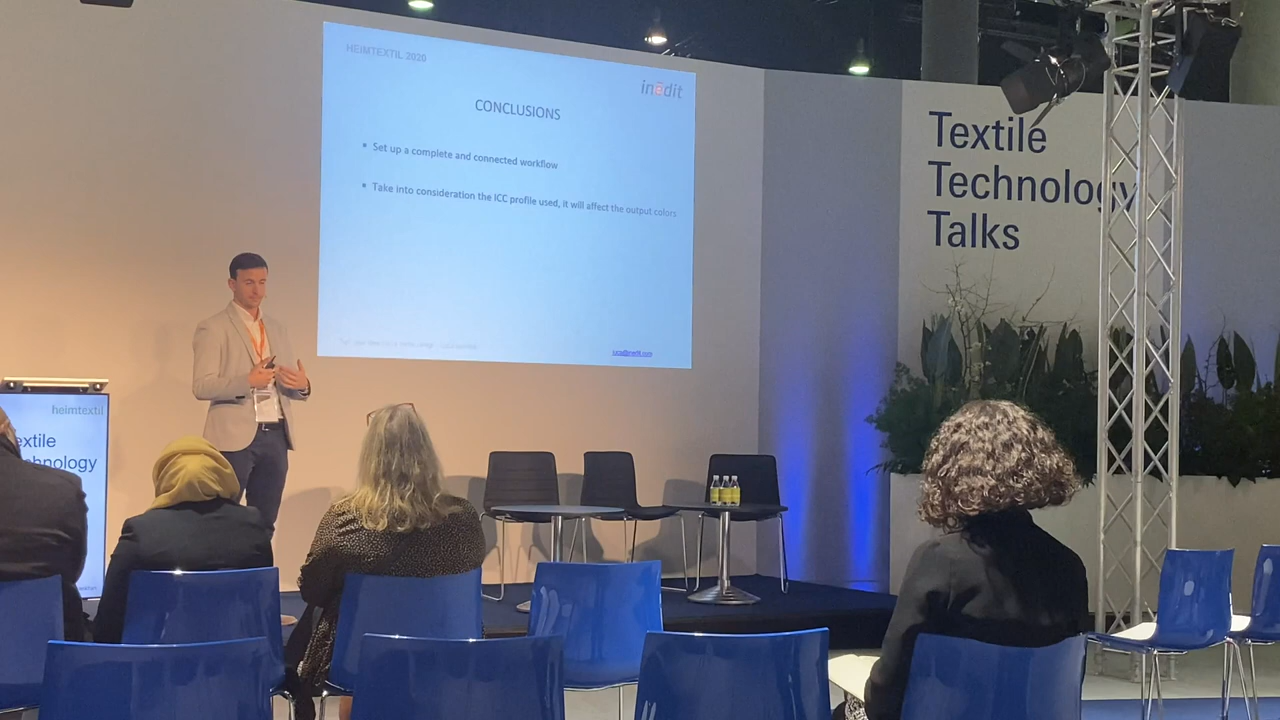 HEIMTEXTIL 2020
inèdit
CONCLUSIONS
• Set up a complete and connected workflow
• Take into consideration the ICC profile used, it will affect the output colors
Textile
Technology
Talks
heimtextil
extile
chnology